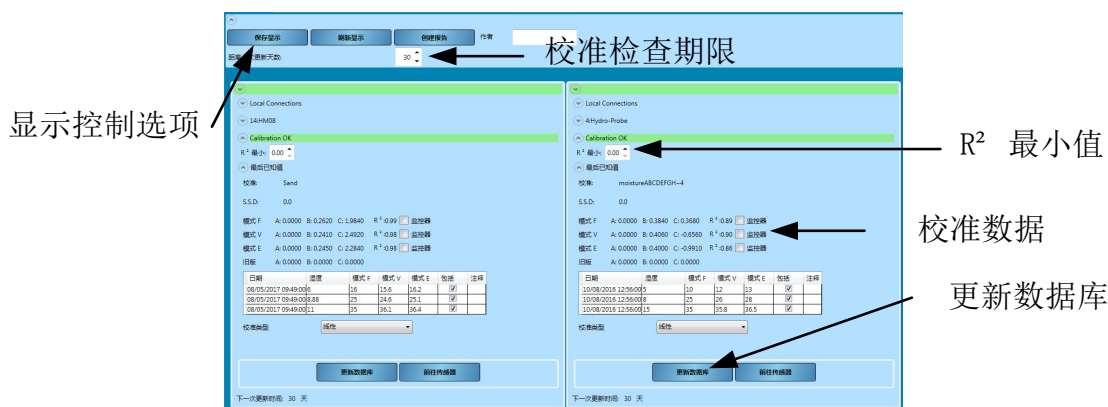 保存显示 刷新显示 创建报告 作者
校准检查期限
次更新天数: 30
显示控制选项
Local Connections
14:HM08
Calibration OK
R² 最小: 0.00
最后已知值
校准: Sand
S.S.D: 0.0
模式 F A: 0.0000 B: 0.2620 C: 1.9840 R²:0.99 监控器
模式 V A: 0.0000 B: 0.2410 C: 2.4920 R²:0.98 监控器
模式 E A: 0.0000 B: 0.2450 C: 2.2840 R²:0.98 监控器
旧版 A: 0.0000 B: 0.0000 C: 0.0000
日期 湿度 模式 F 模式 V 模式 E 包括 注释
08/05/2017 09:49:00 6 16 15.6 16.2
08/05/2017 09:49:00 8.88 25 24.6 25.1
08/05/2017 09:49:00 11 35 36.1 36.4
校准类型 线性
更新数据库 前往传感器
下一次更新时间: 30 天
Local Connections
4:Hydro-Probe
Calibration OK
R² 最小: 0.00
最后已知值
校准: moistureABCDEFGH~4
S.S.D: 0.0
模式 F A: 0.0000 B: 0.3840 C: 0.3680 R²:0.89 监控器
模式 V A: 0.0000 B: 0.4060 C: -0.6560 R²:0.90 监控器
模式 E A: 0.0000 B: 0.4000 C: -0.9910 R²:0.86 监控器
旧版 A: 0.0000 B: 0.0000 C: 0.0000
日期 湿度 模式 F 模式 V 模式 E 包括 注释
10/08/2016 12:56:00 5 10 12 13
10/08/2016 12:56:00 8 25 26 28
10/08/2016 12:56:00 15 35 35.8 36.5
校准类型 线性
更新数据库 前往传感器
下一次更新时间: 30 天
R² 最小值
校准数据
更新数据库